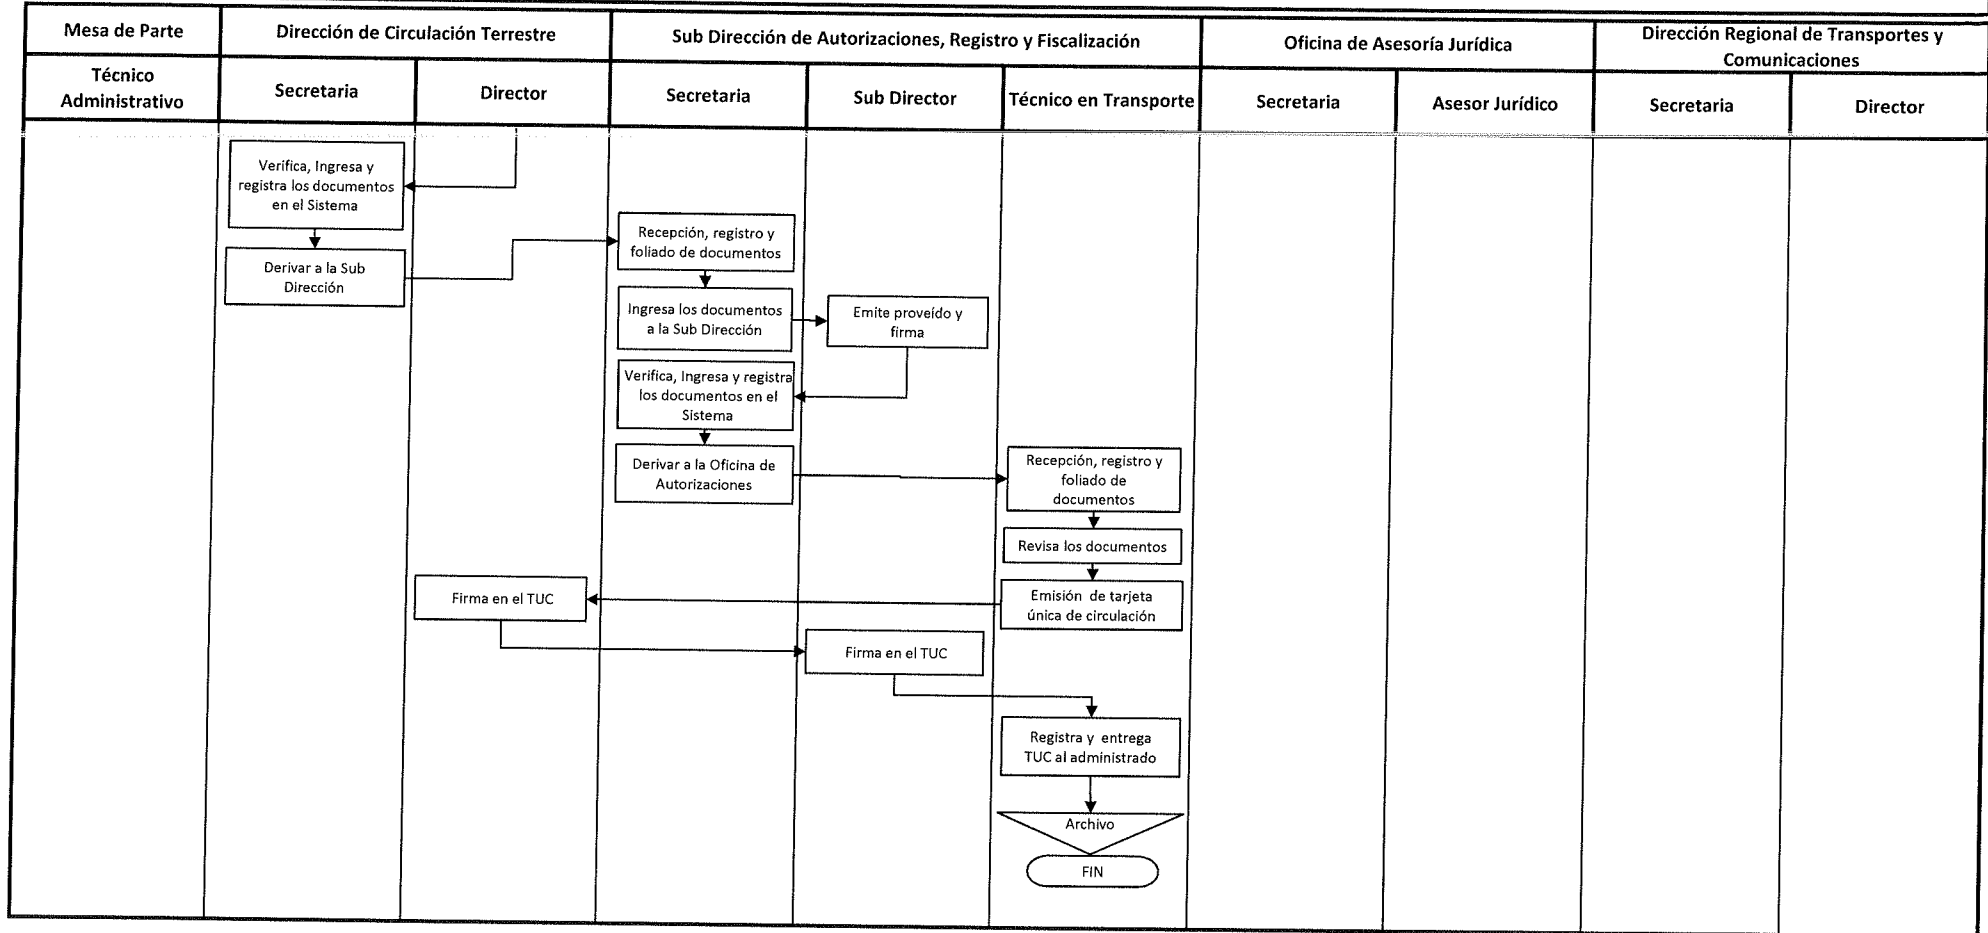 Mesa de Parte
Dirección de Circulación Terrestre
Sub Dirección de Autorizaciones, Registro y Fiscalización
Oficina de Asesoría Jurídica
Dirección Regional de Transportes y
Comunicaciones
Técnico
Administrativo
Secretaria
Director
Secretaria
Sub Director
Técnico en Transporte
Secretaria
Asesor Jurídico
Secretaria
Director
Verifica, Ingresa y
registra los documentos
en el Sistema
Derivar a la Sub
Dirección
Recepción, registro y
foliado de documentos
Ingresa los documentos
a la Sub Dirección
Emite proveído y
firma
Verifica, Ingresa y registra
los documentos en el
Sistema
Derivar a la Oficina de
Autorizaciones
Recepción, registro y
foliado de
documentos
Revisa los documentos
Emisión de tarjeta
única de circulación
Firma en el TUC
Firma en el TUC
Registra y entrega
TUC al administrado
Archivo
FIN